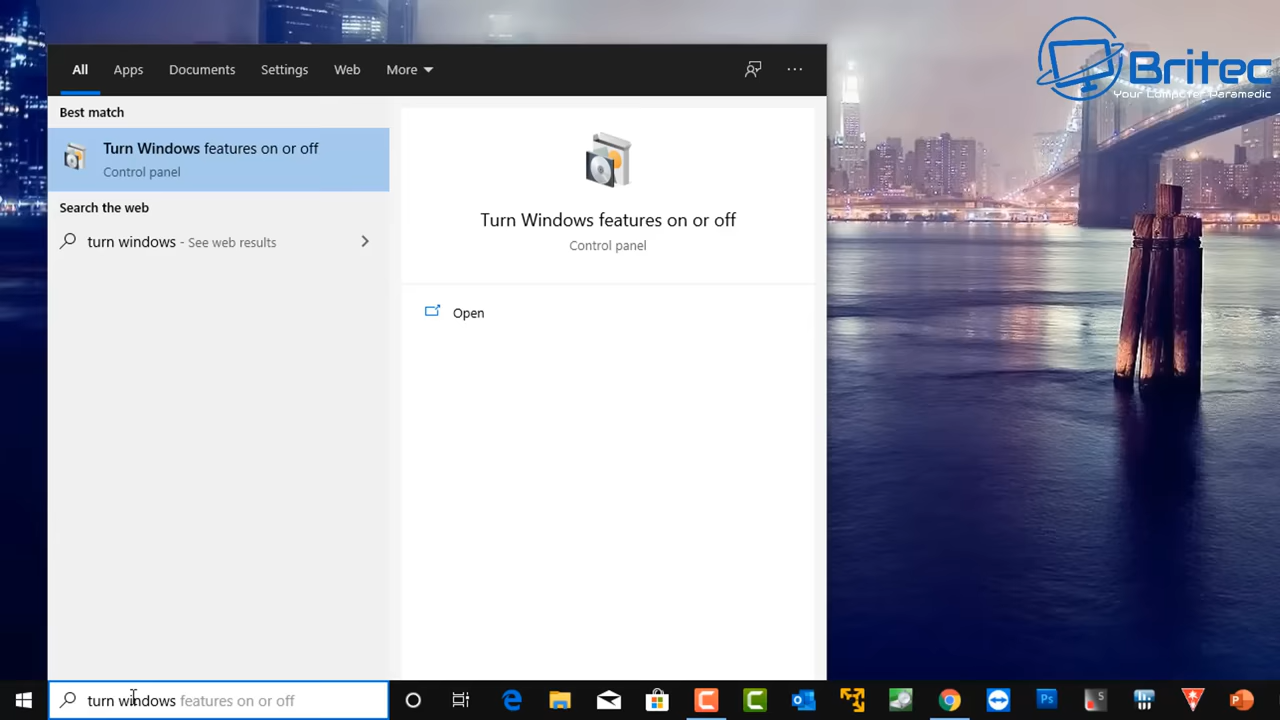 Britec
Your Computer Paramedic
All Apps Documents Settings Web More
Best match
Turn Windows features on or off
Control panel
Search the web
turn windows - See web results
Turn Windows features on or off
Control panel
Open
turn windows features on or off
Ps
S